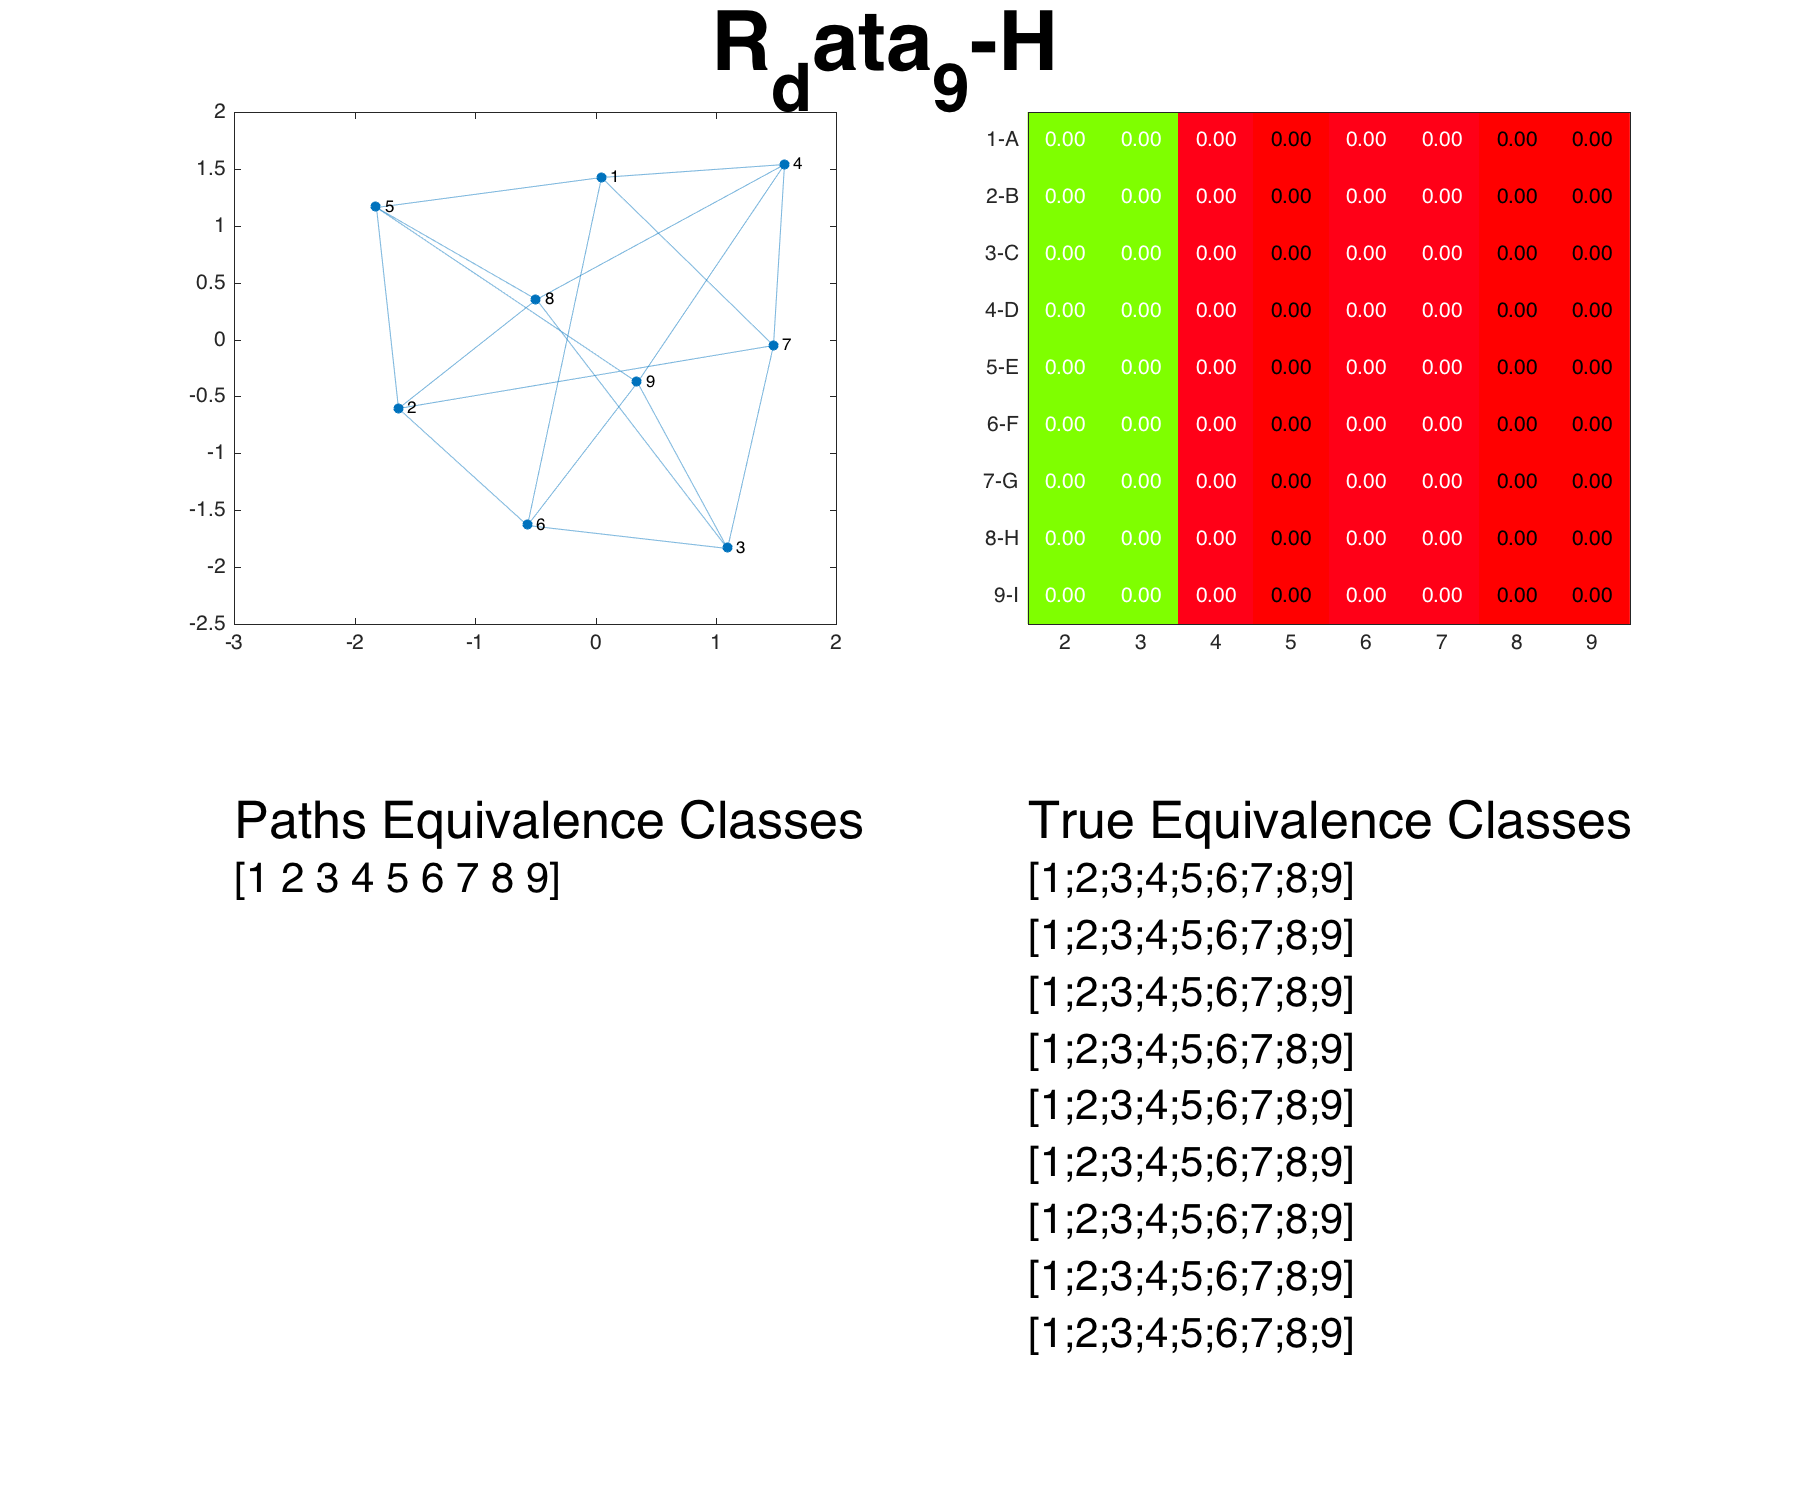 R_data_9-H
2
1.5
1
0.5
0
-0.5
-1
-1.5
-2
-2.5
-3 -2 -1 0 1 2
1
4
5
8
7
9
2
6
3
1-A 0.00 0.00 0.00 0.00 0.00 0.00 0.00 0.00
2-B 0.00 0.00 0.00 0.00 0.00 0.00 0.00 0.00
3-C 0.00 0.00 0.00 0.00 0.00 0.00 0.00 0.00
4-D 0.00 0.00 0.00 0.00 0.00 0.00 0.00 0.00
5-E 0.00 0.00 0.00 0.00 0.00 0.00 0.00 0.00
6-F 0.00 0.00 0.00 0.00 0.00 0.00 0.00 0.00
7-G 0.00 0.00 0.00 0.00 0.00 0.00 0.00 0.00
8-H 0.00 0.00 0.00 0.00 0.00 0.00 0.00 0.00
9-I 0.00 0.00 0.00 0.00 0.00 0.00 0.00 0.00
2 3 4 5 6 7 8 9
Paths Equivalence Classes
[1 2 3 4 5 6 7 8 9]
True Equivalence Classes
[1;2;3;4;5;6;7;8;9]
[1;2;3;4;5;6;7;8;9]
[1;2;3;4;5;6;7;8;9]
[1;2;3;4;5;6;7;8;9]
[1;2;3;4;5;6;7;8;9]
[1;2;3;4;5;6;7;8;9]
[1;2;3;4;5;6;7;8;9]
[1;2;3;4;5;6;7;8;9]
[1;2;3;4;5;6;7;8;9]